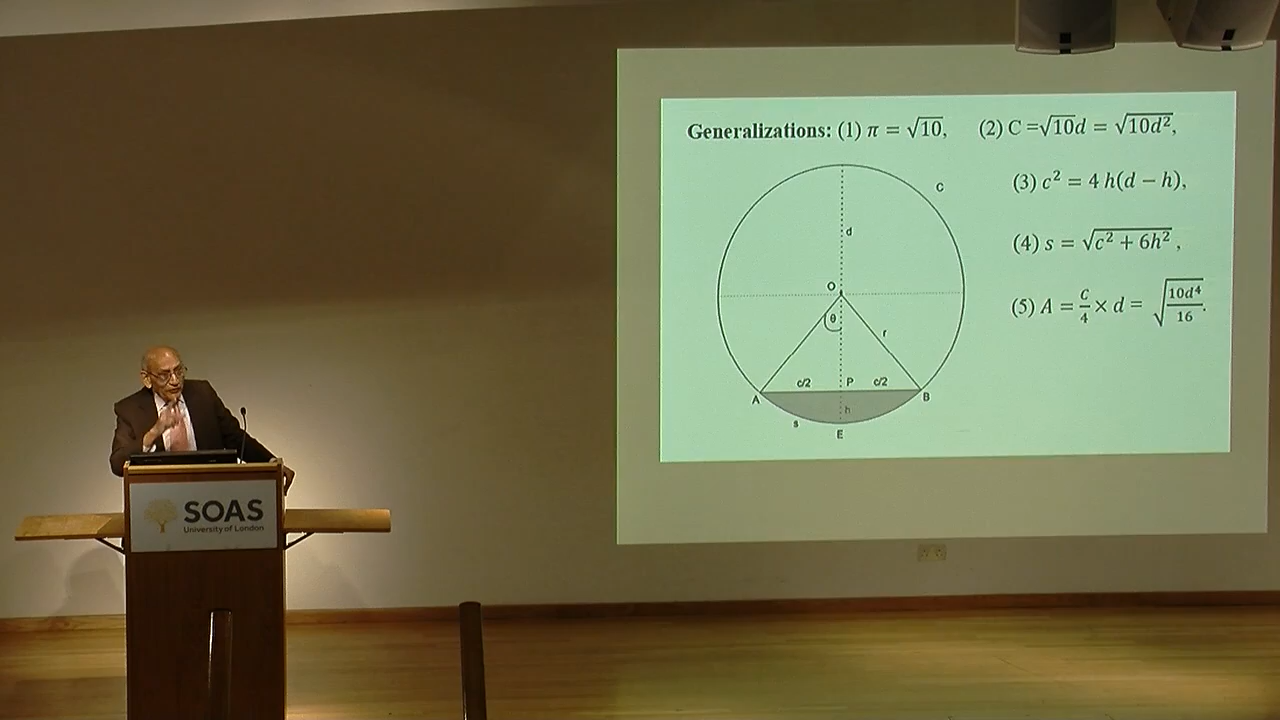 Generalizations: (1) π = √10, (2) C =√10d = √10d²,
(3) c² = 4 h(d − h),
(4) s = √c² + 6h² ,
(5) A = C/4 × d = √10d⁴/16.
C
d
O
θ
r
c/2 P c/2
A B
h
s
E
SOAS
University of London